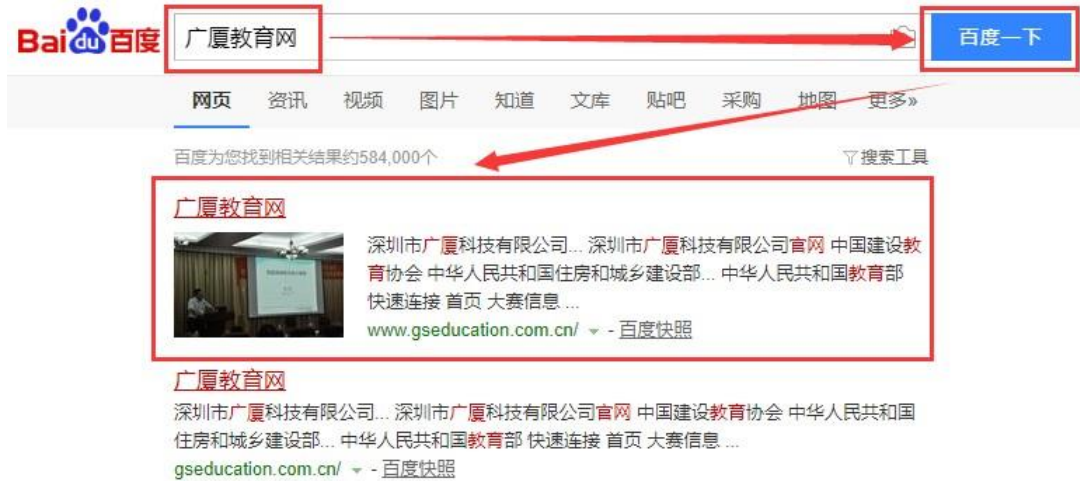 Bai du 百度 广厦教育网 百度一下
网页 资讯 视频 图片 知道 文库 贴吧 采购 地图 更多»
百度为您找到相关结果约584,000个 搜索工具
广厦教育网
深圳市广厦科技有限公司... 深圳市广厦科技有限公司官网 中国建设教
育协会 中华人民共和国住房和城乡建设部... 中华人民共和国教育部
快速连接 首页 大赛信息 ...
www.gseducation.com.cn/ - 百度快照
广厦教育网
深圳市广厦科技有限公司... 深圳市广厦科技有限公司官网 中国建设教育协会 中华人民共和国
住房和城乡建设部... 中华人民共和国教育部 快速连接 首页 大赛信息 ...
gseducation.com.cn/ - 百度快照